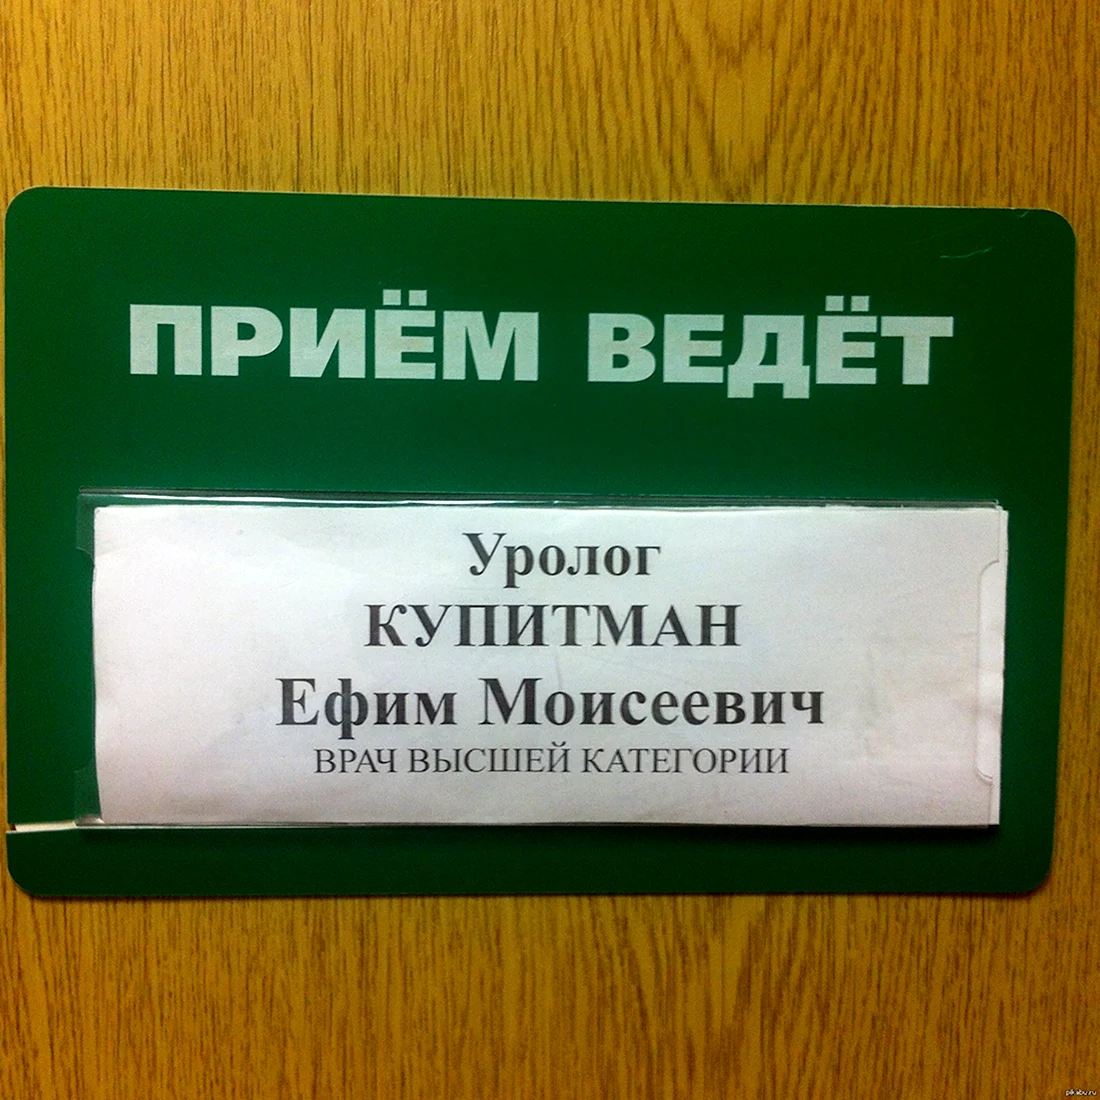 ПРИЁМ ВЕДЁТ
Уролог
КУПИТМАН
Ефим Моисеевич
ВРАЧ ВЫСШЕЙ КАТЕГОРИИ
pikabu.ru